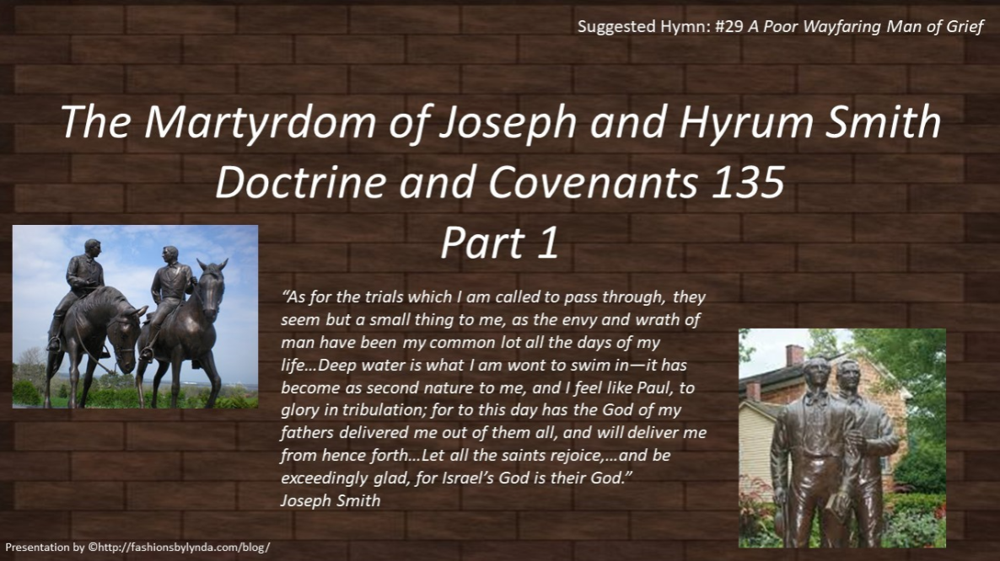 Suggested Hymn: #29 A Poor Wayfaring Man of Grief
The Martyrdom of Joseph and Hyrum Smith
Doctrine and Covenants 135
Part 1
“As for the trials which I am called to pass through, they
seem but a small thing to me, as the envy and wrath of
man have been my common lot all the days of my
life…Deep water is what I am wont to swim in—it has
become as second nature to me, and I feel like Paul, to
glory in tribulation; for to this day has the God of my
fathers delivered me out of them all, and will deliver me
from hence forth…Let all the saints rejoice,…and be
exceedingly glad, for Israel’s God is their God.”
Joseph Smith
Presentation by ©http://fashionsbylynda.com/blog/